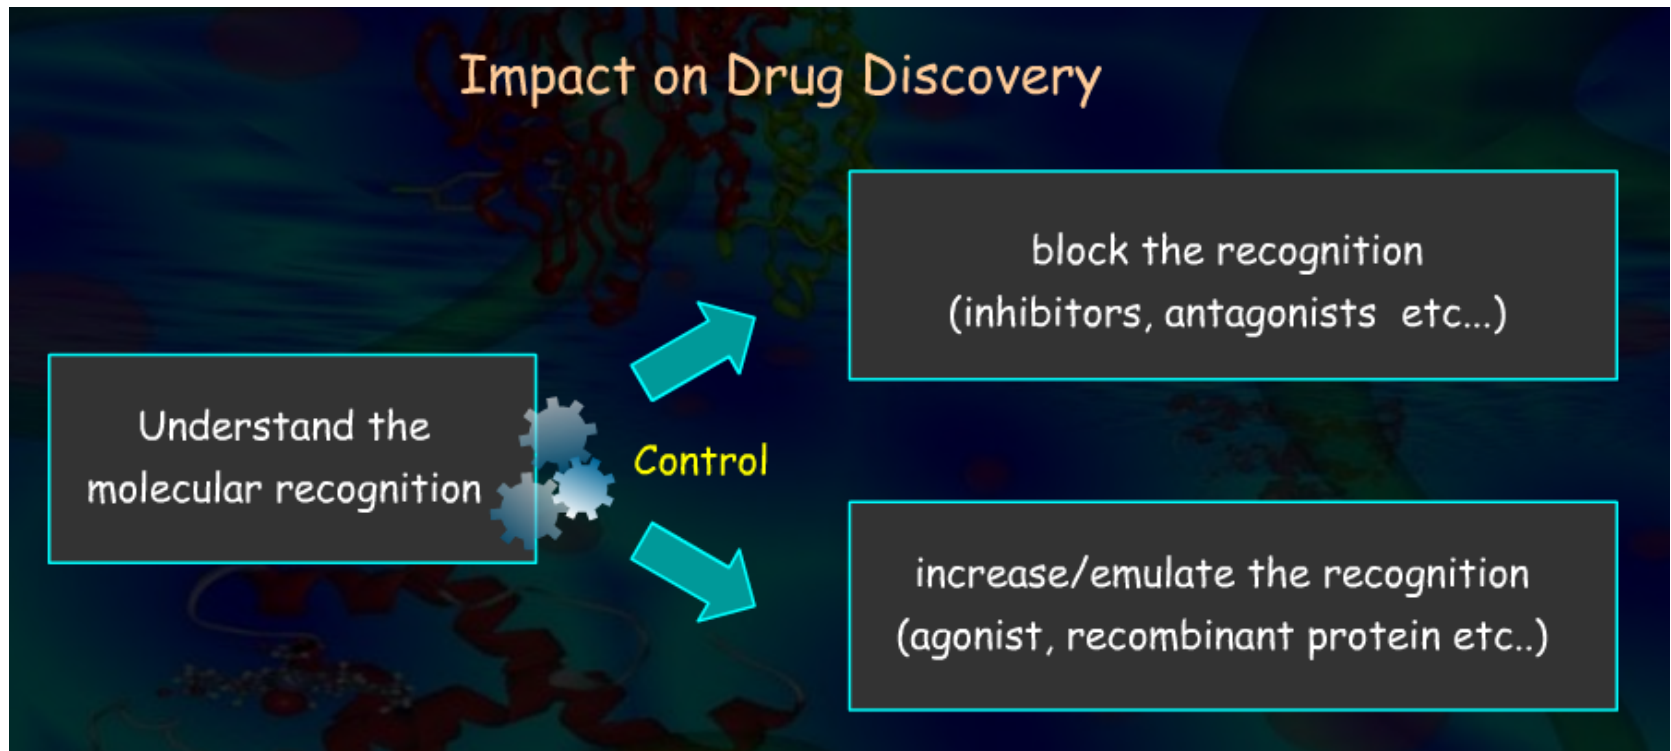 Impact on Drug Discovery
Understand the
molecular recognition
Control
block the recognition
(inhibitors, antagonists etc...)
increase/emulate the recognition
(agonist, recombinant protein etc..)